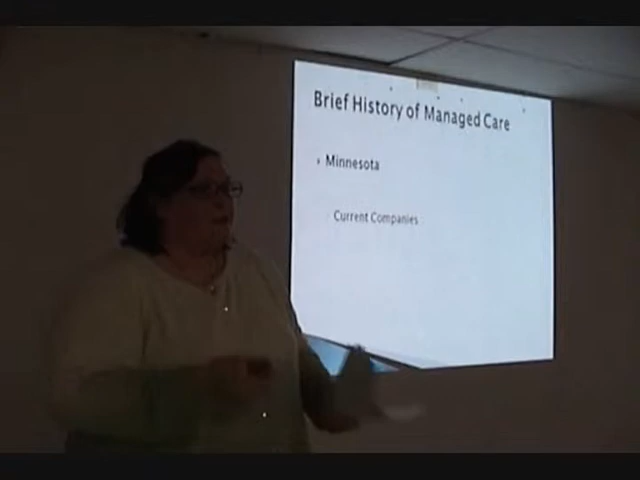 Brief History of Managed Care
Minnesota
Current Companies